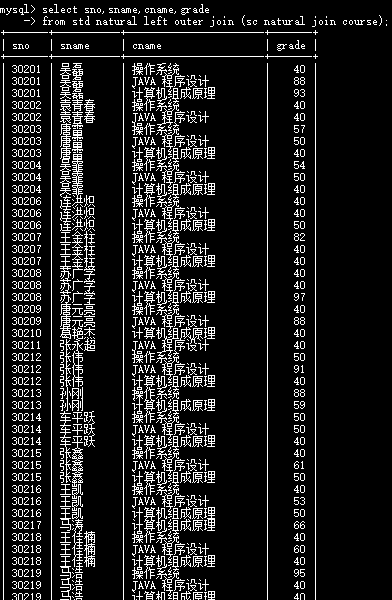 mysql> select sno,sname,cname,grade
-> from std natural left outer join (sc natural join course);
sno sname cname grade
30201 吴磊 操作系统 40
30201 吴磊 JAVA 程序设计 88
30201 吴磊 计算机组成原理 93
30202 袁青春 操作系统 40
30202 袁青春 JAVA 程序设计 40
30203 唐雷 操作系统 57
30203 唐雷 JAVA 程序设计 50
30203 唐雷 计算机组成原理 40
30204 吴霏 操作系统 54
30204 吴霏 JAVA 程序设计 50
30204 吴霏 计算机组成原理 40
30206 连洪炽 操作系统 40
30206 连洪炽 JAVA 程序设计 40
30206 连洪炽 计算机组成原理 50
30207 王金柱 操作系统 82
30207 王金柱 JAVA 程序设计 40
30207 王金柱 计算机组成原理 40
30208 苏广学 操作系统 40
30208 苏广学 JAVA 程序设计 40
30208 苏广学 计算机组成原理 97
30209 唐元亮 操作系统 40
30209 唐元亮 JAVA 程序设计 88
30210 计算机组成原理 40
30211 张永超 JAVA 程序设计 40
30212 张伟 操作系统 50
30212 张伟 JAVA 程序设计 91
30212 张伟 计算机组成原理 40
30213 孙刚 操作系统 88
30213 孙刚 计算机组成原理 59
30214 车平跃 操作系统 50
30214 车平跃 JAVA 程序设计 50
30214 车平跃 计算机组成原理 40
30215 张鑫 操作系统 40
30215 张鑫 JAVA 程序设计 61
30215 张鑫 计算机组成原理 50
30216 王凯 操作系统 40
30216 王凯 JAVA 程序设计 53
30216 王凯 计算机组成原理 50
30217 马涛 计算机组成原理 66
30218 王佳楠 操作系统 40
30218 王佳楠 JAVA 程序设计 60
30218 王佳楠 计算机组成原理 40
30219 马浩 操作系统 95
30219 马浩 JAVA 程序设计 40
30219 马浩 计算机组成原理 40